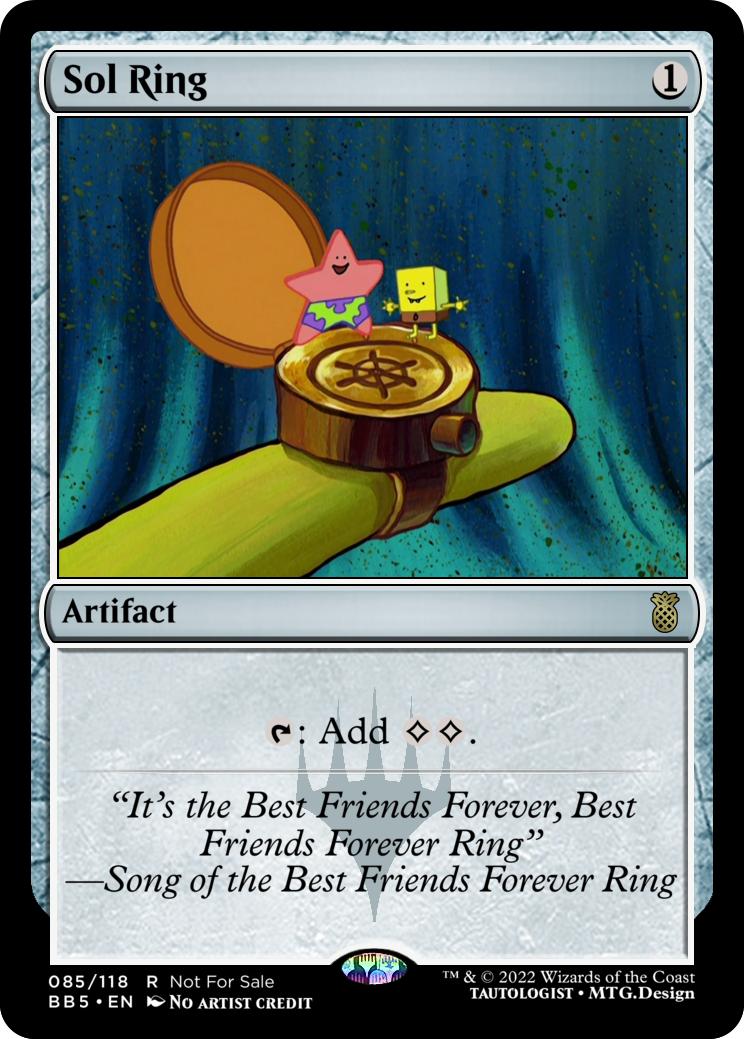 Sol Ring 1
Artifact
: Add .
“It's the Best Friends Forever, Best
Friends Forever Ring”
—Song of the Best Friends Forever Ring
085/118 R Not For Sale
BB5 • EN No artist credit
™ & © 2022 Wizards of the Coast
TAUTOLOGIST • MTG.Design